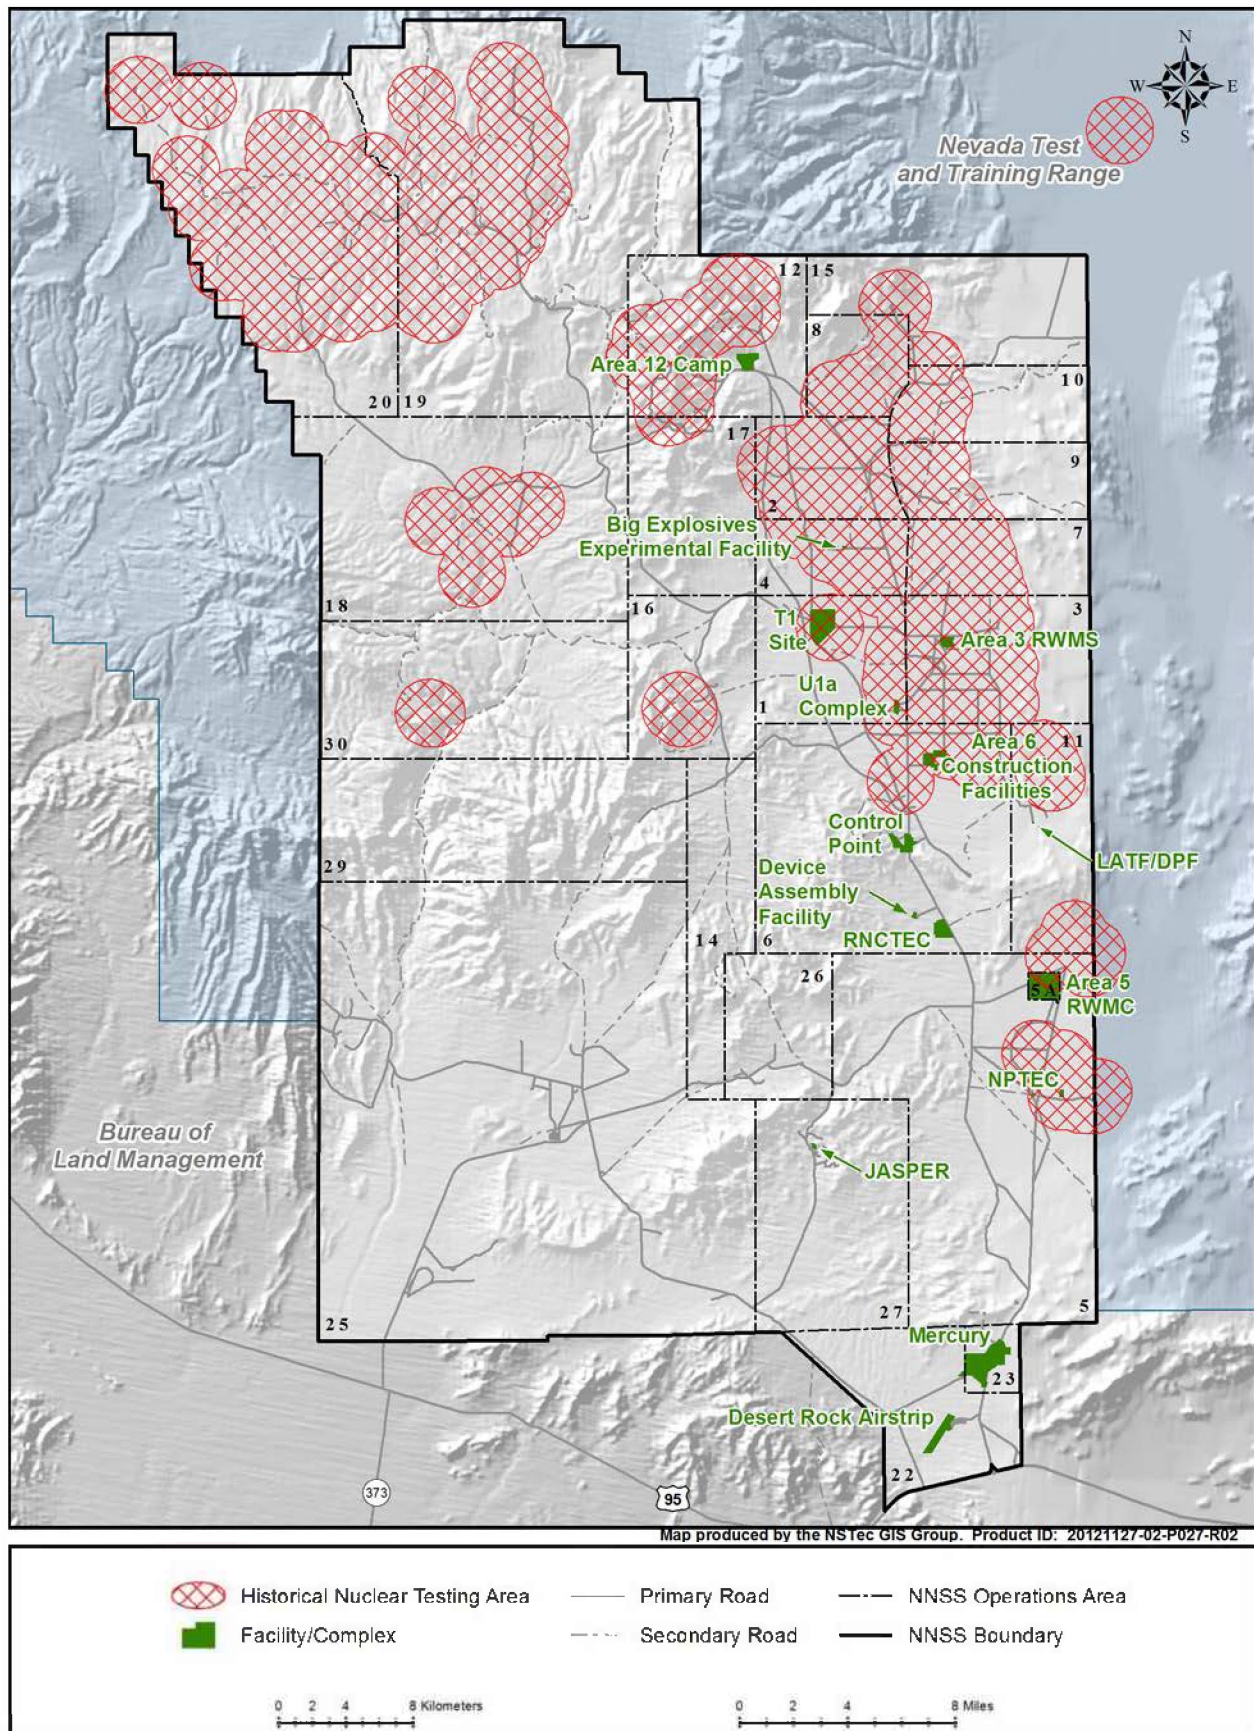 N
W E
S
Nevada Test
and Training Range
12
15
8
Area 12 Camp
10
20
19
17
9
2
Big Explosives
Experimental Facility
7
4
18
16
3
T1
Site
Area 3 RWMS
U1a
Complex
1
30
11
Area 6
Construction
Facilities
Control
Point
LATF/DPF
29
Device
Assembly
Facility
RNCTEC
14
6
26
5A
Area 5
RWMC
NPTEC
Bureau of
Land Management
JASPER
25
27
5
Mercury
23
Desert Rock Airstrip
22
373
95
Map produced by the NSTec GIS Group. Product ID: 20121127-02-P027-R02
Historical Nuclear Testing Area
Primary Road
NNSS Operations Area
Facility/Complex
Secondary Road
NNSS Boundary
0 2 4 8 Kilometers
0 2 4 8 Miles